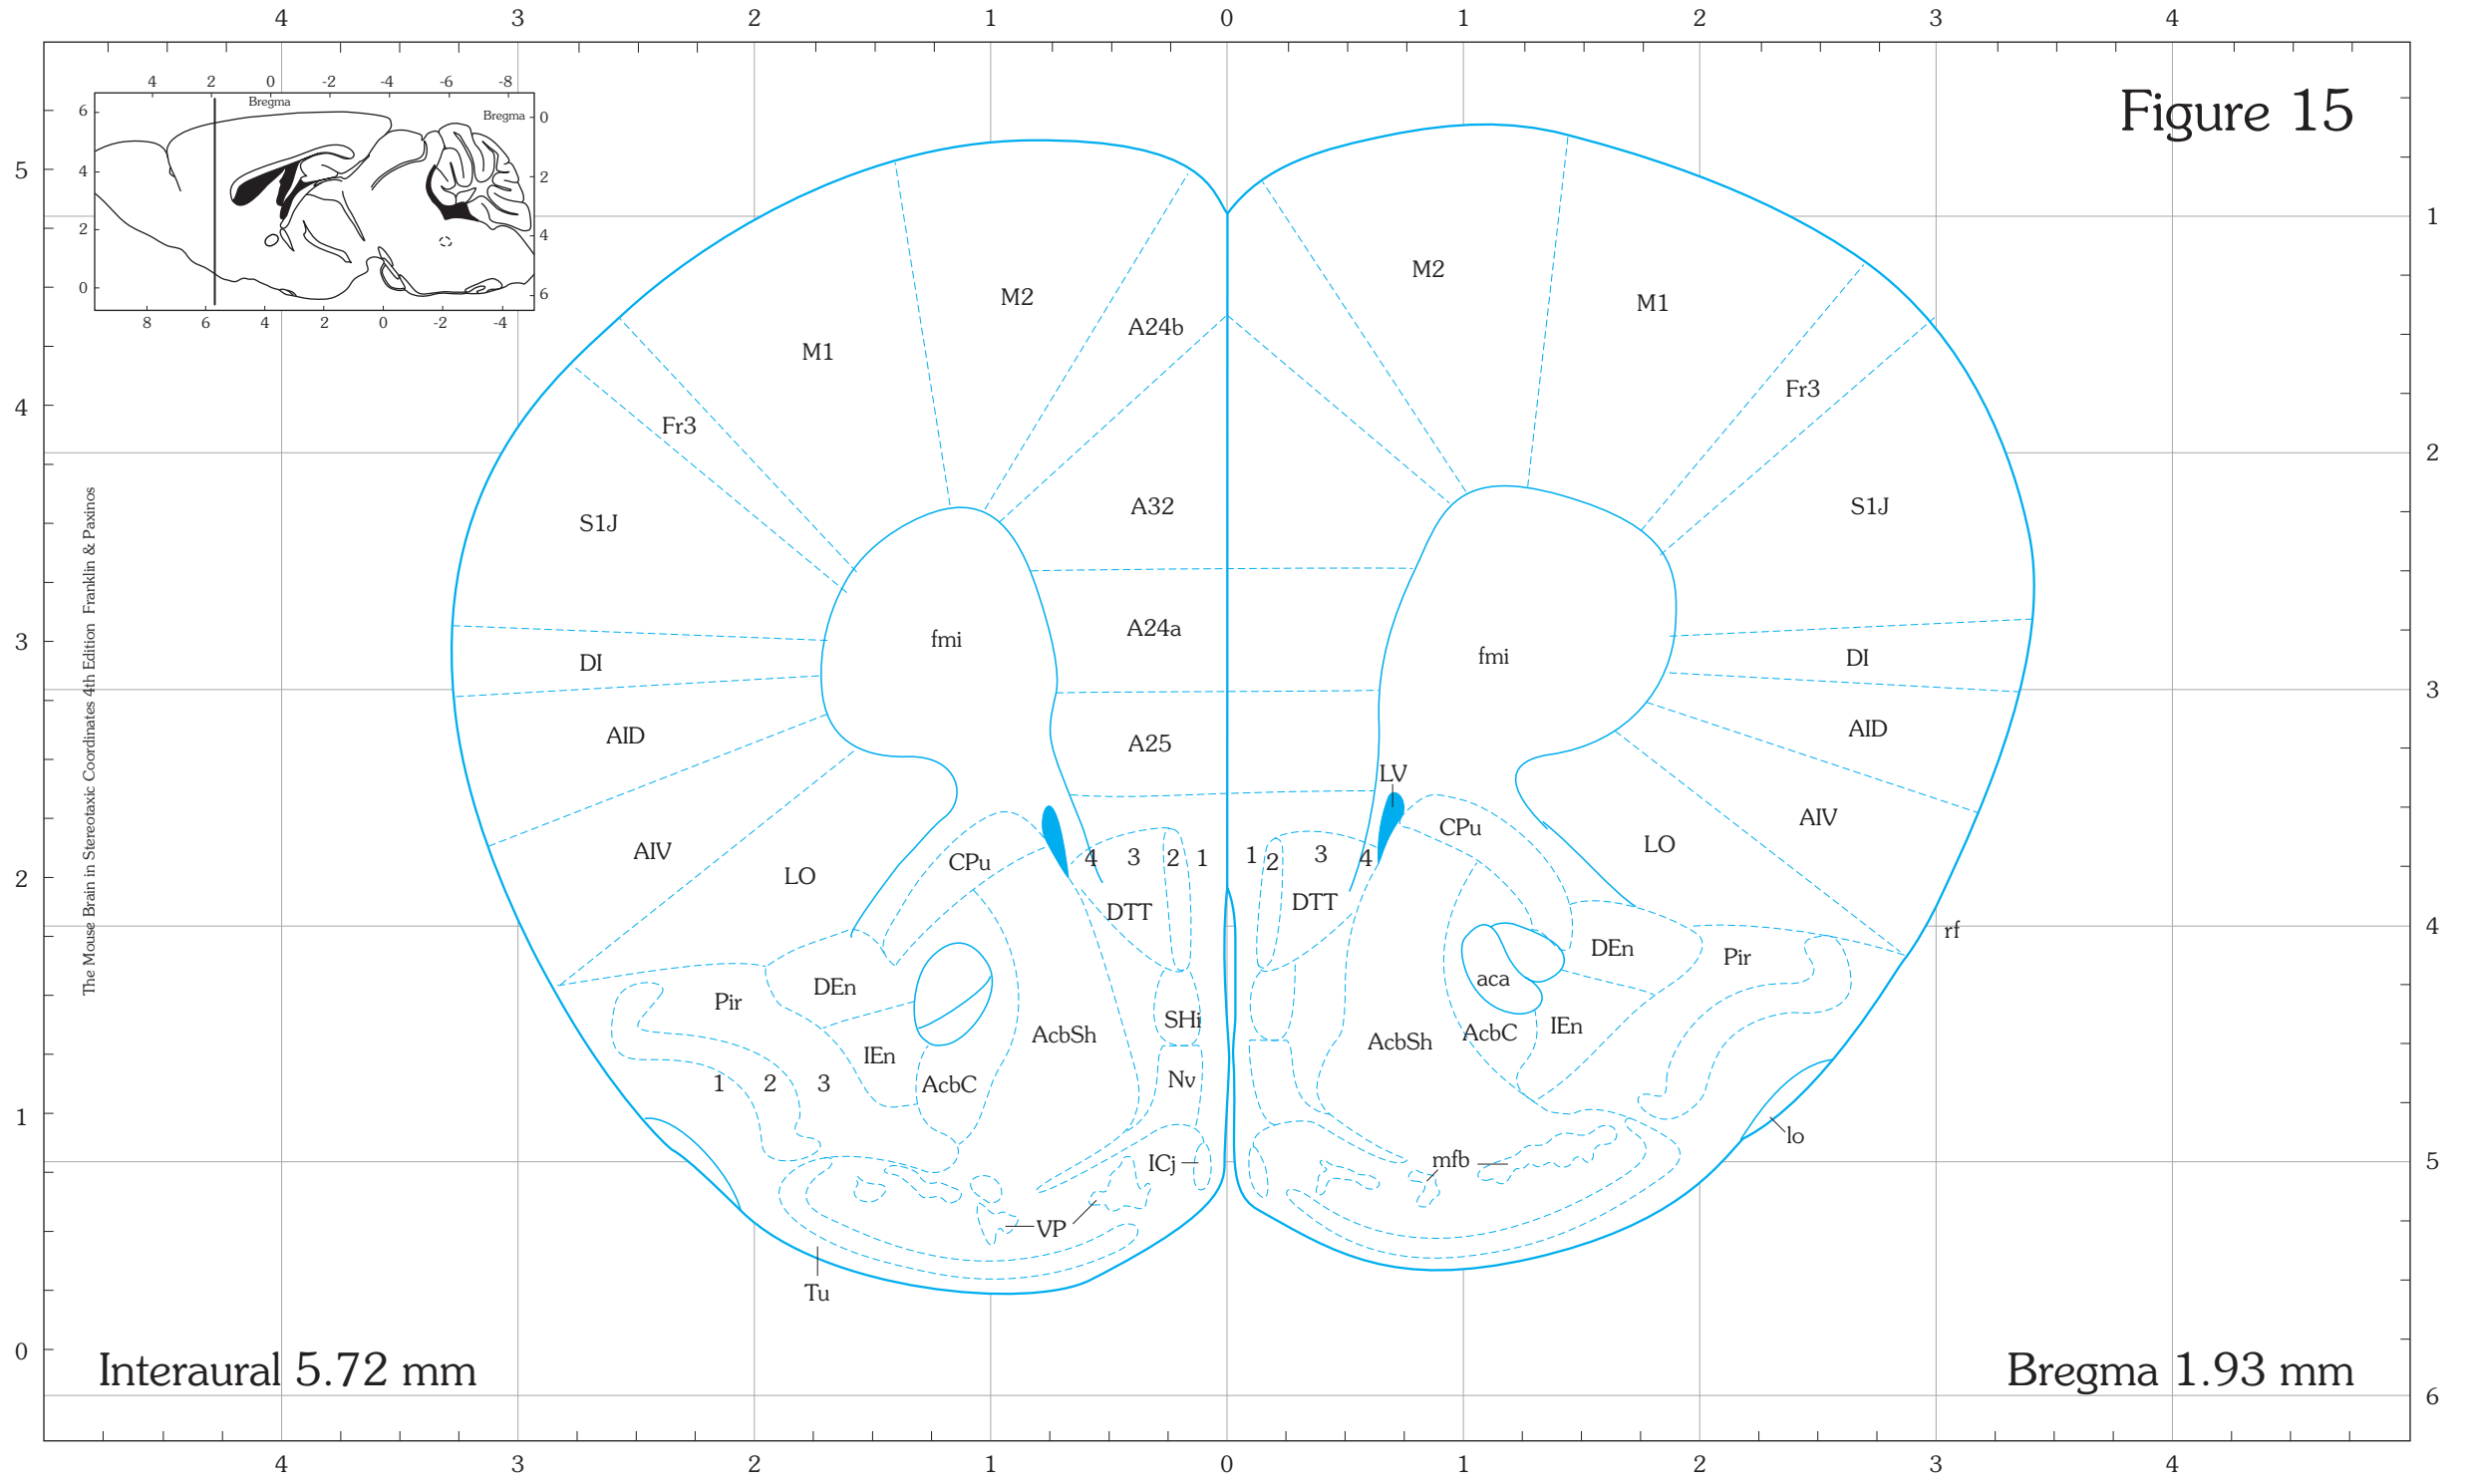 4 3 2 1 0 1 2 3 4
Figure 15
4 2 0 -2 -4 -6 -8
Bregma
Bregma 0
6
4
2
0
2
4
6
8 6 4 2 0 -2 -4
5
4
3
2
1
0
1
2
3
4
5
6
The Mouse Brain in Stereotaxic Coordinates 4th Edition Franklin & Paxinos
M2 M2
M1 A24b M1
Fr3 Fr3
S1J A32 S1J
fmi A24a fmi
DI DI
AID A25 AID
LV
AIV LO CPu CPu LO AIV
4 3 2 1 1 2 3 4
DTT DTT
rf
Pir DEn aca DEn Pir
SHi
IEn AcbSh AcbSh AcbC IEn
1 2 3 AcbC Nv
lo
ICj mfb
VP
Tu
Interaural 5.72 mm
Bregma 1.93 mm
4 3 2 1 0 1 2 3 4